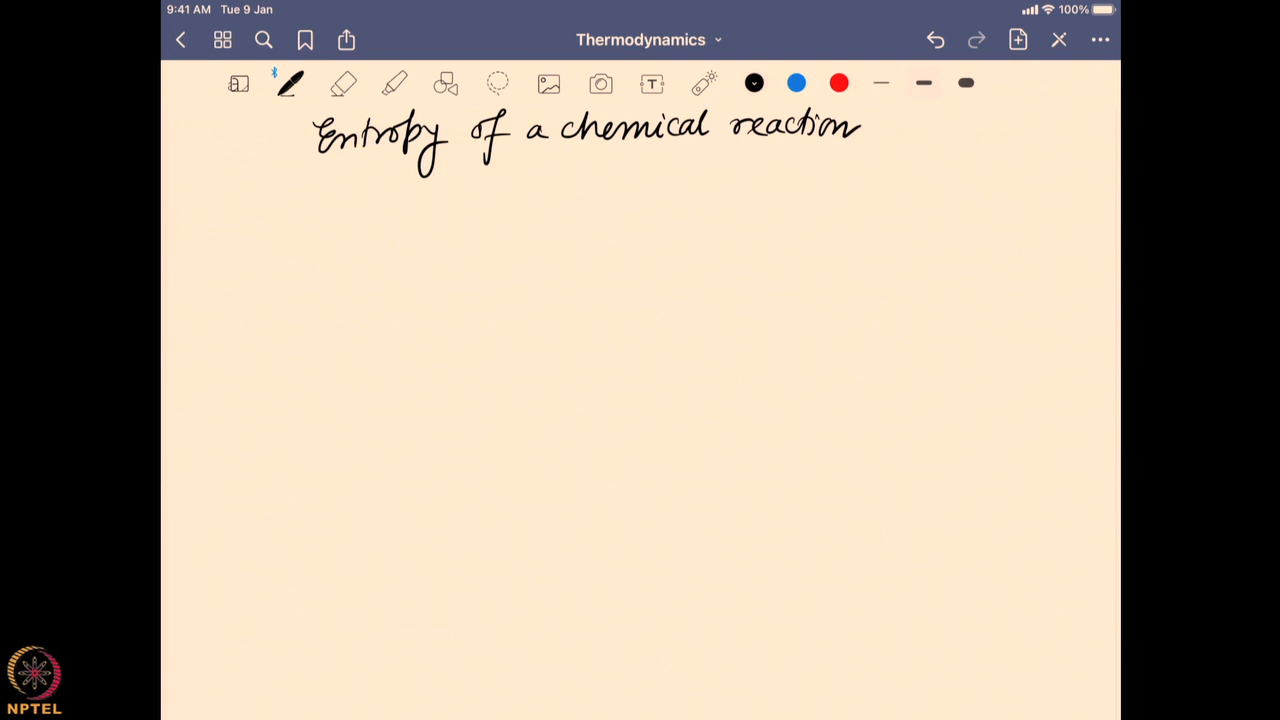 9:41 AM Tue 9 Jan
100%
Thermodynamics
T
Entropy of a chemical reaction
NPTEL